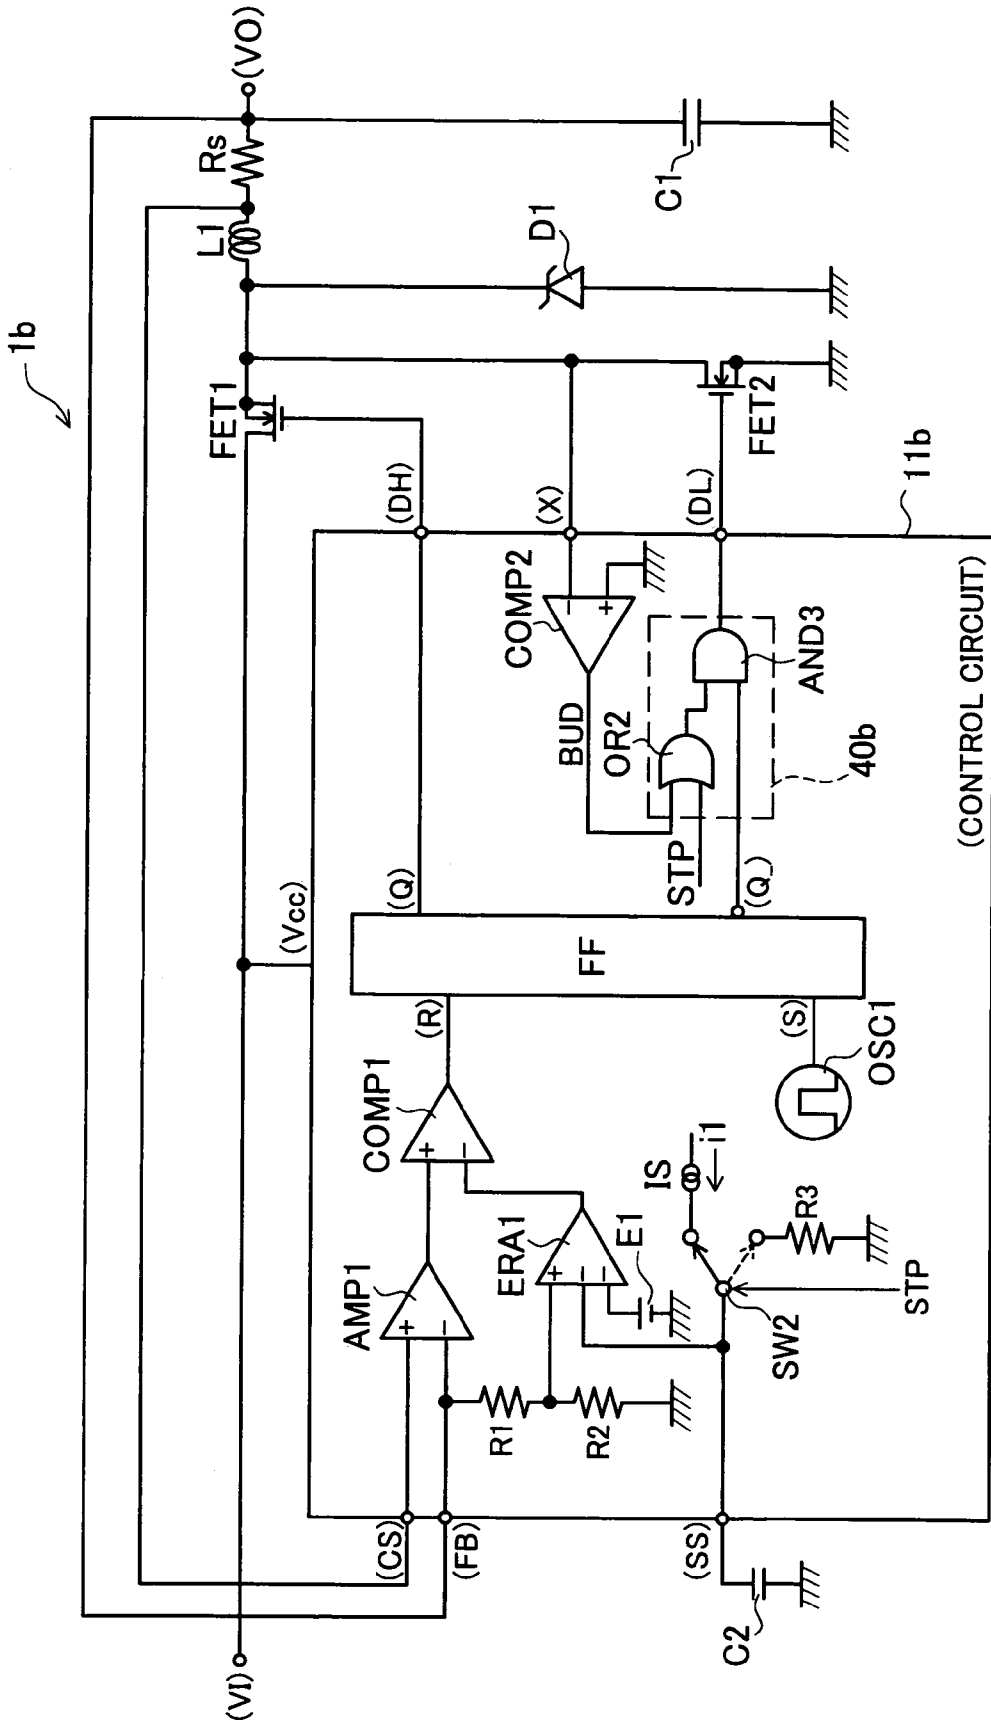 1b
(VI)
(VO)
FET1
L1
Rs
(Vcc)
(CS)
(FB)
AMP1
COMP1
(R)
(Q)
(DH)
R1
R2
ERA1
E1
FF
COMP2
(X)
D1
C1
BUD
OR2
STP
(DL)
FET2
AND3
40b
(Q)
(S)
OSC1
IS
i1
R3
SW2
STP
(SS)
C2
11b
(CONTROL CIRCUIT)